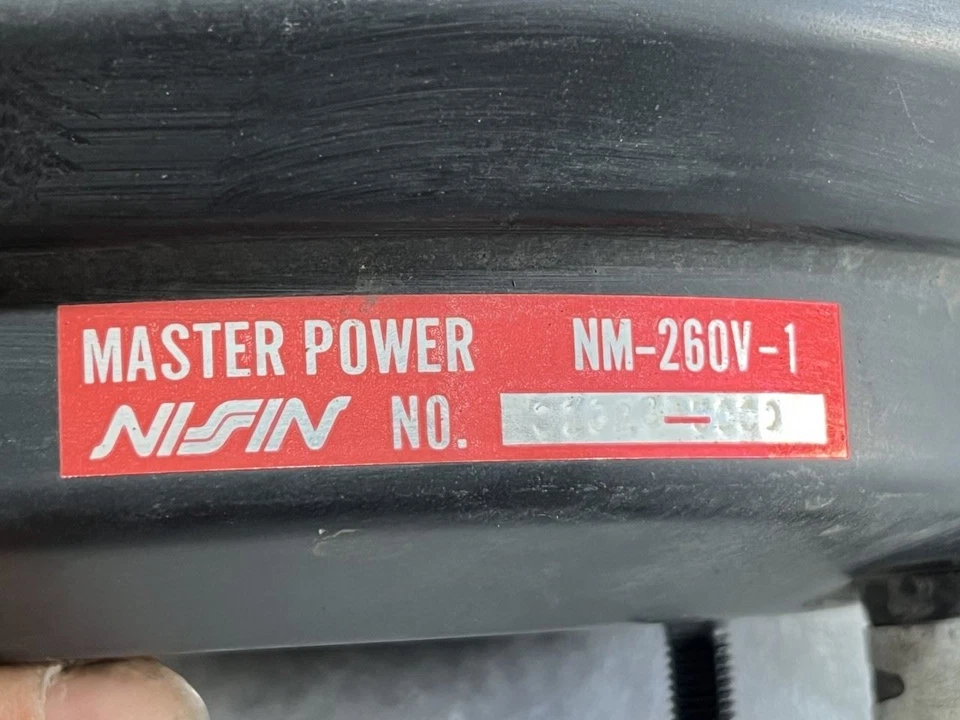 MASTER POWER NM-260V-1
NISSIN NO.